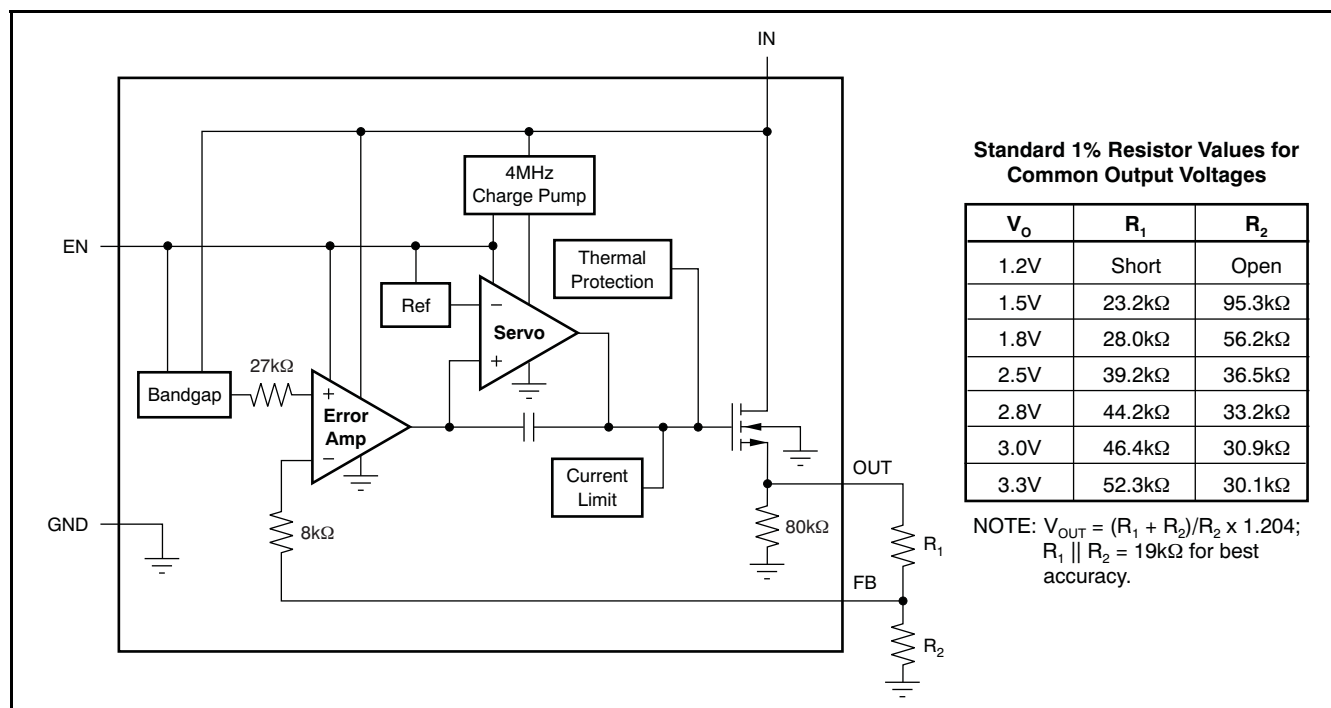 IN
4MHz
Charge Pump
EN
Thermal
Protection
Ref
−
Servo
+
27kΩ
Bandgap
+
Error
Amp
−
Current
Limit
OUT
GND
8kΩ
80kΩ
R1
FB
R2
Standard 1% Resistor Values for
Common Output Voltages
VO R1 R2
1.2V Short Open
1.5V 23.2kΩ 95.3kΩ
1.8V 28.0kΩ 56.2kΩ
2.5V 39.2kΩ 36.5kΩ
2.8V 44.2kΩ 33.2kΩ
3.0V 46.4kΩ 30.9kΩ
3.3V 52.3kΩ 30.1kΩ
NOTE: VOUT = (R1 + R2)/R2 x 1.204;
R1 || R2 = 19kΩ for best
accuracy.